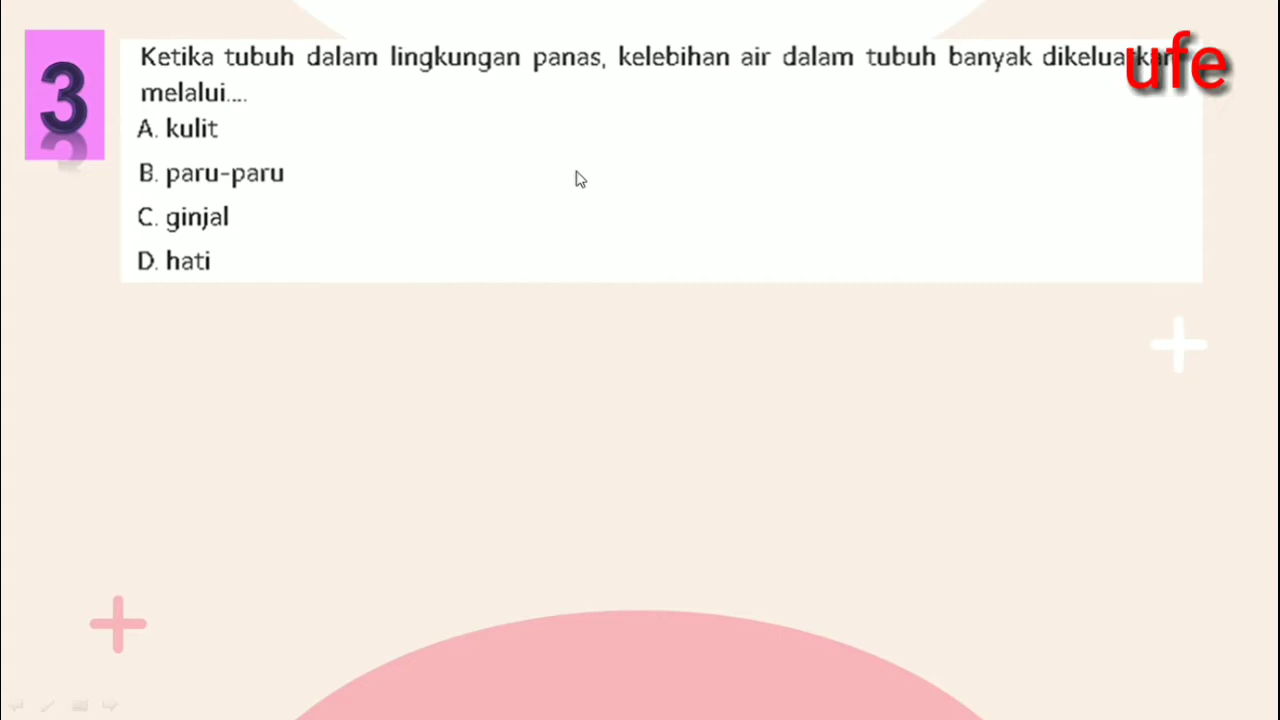 3
Ketika tubuh dalam lingkungan panas, kelebihan air dalam tubuh banyak dikeluarkan
melalui....
A. kulit
B. paru-paru
C. ginjal
D. hati
ufe